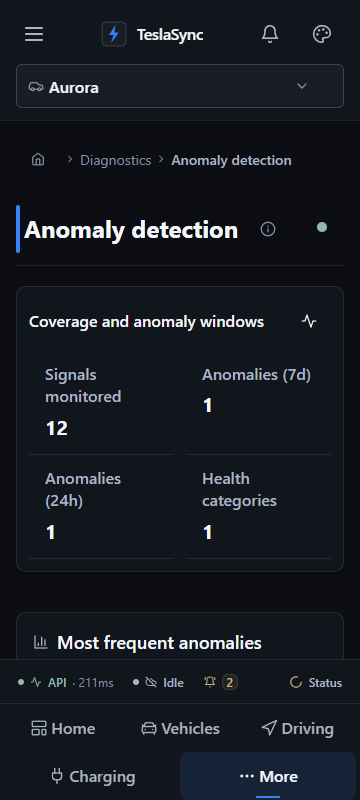 TeslaSync
Aurora
Diagnostics
Anomaly detection
Anomaly detection
Coverage and anomaly windows
Signals
monitored
12
Anomalies (7d)
1
Anomalies
(24h)
1
Health
categories
1
Most frequent anomalies
API · 211ms
Idle
2
Status
Home
Vehicles
Driving
Charging
More